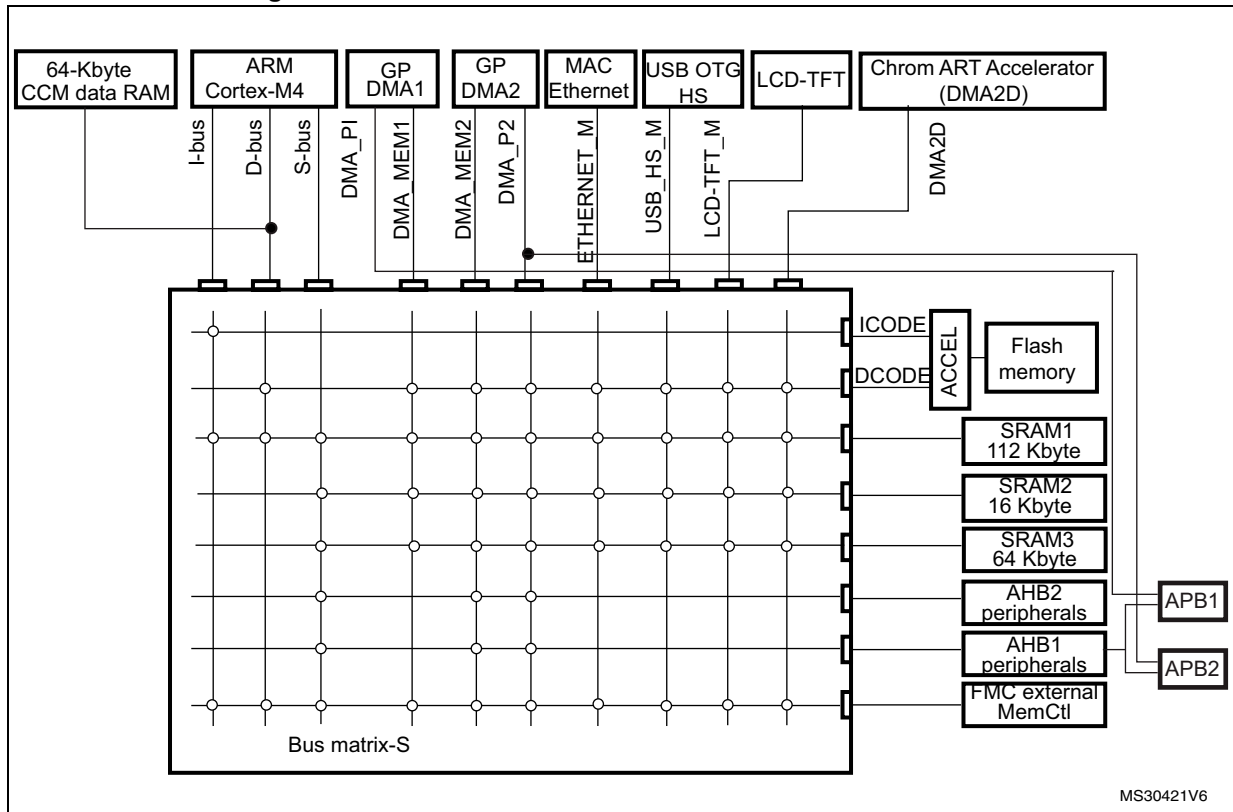 64-Kbyte
CCM data RAM
ARM
Cortex-M4
GP
DMA1
GP
DMA2
MAC
Ethernet
USB OTG
HS
LCD-TFT
Chrom ART Accelerator
(DMA2D)
I-bus
D-bus
S-bus
DMA_PI
DMA_MEM1
DMA_MEM2
DMA_P2
ETHERNET_M
USB_HS_M
LCD-TFT_M
DMA2D
ICODE
DCODE
ACCEL
Flash
memory
SRAM1
112 Kbyte
SRAM2
16 Kbyte
SRAM3
64 Kbyte
AHB2
peripherals
AHB1
peripherals
FMC external
MemCtl
APB1
APB2
Bus matrix-S
MS30421V6